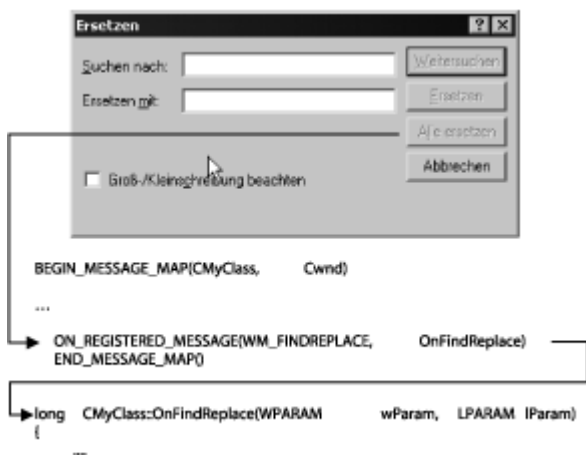 Ersetzen
Suchen nach:
Weitersuchen
Ersetzen mit:
Ersetzen
Alle ersetzen
Abbrechen
Groß-/Kleinschreibung beachten
BEGIN_MESSAGE_MAP(CMyClass, Cwnd)
...
ON_REGISTERED_MESSAGE(WM_FINDREPLACE, OnFindReplace)
END_MESSAGE_MAP()
long CMyClass::OnFindReplace(WPARAM wParam, LPARAM lParam)
{
...